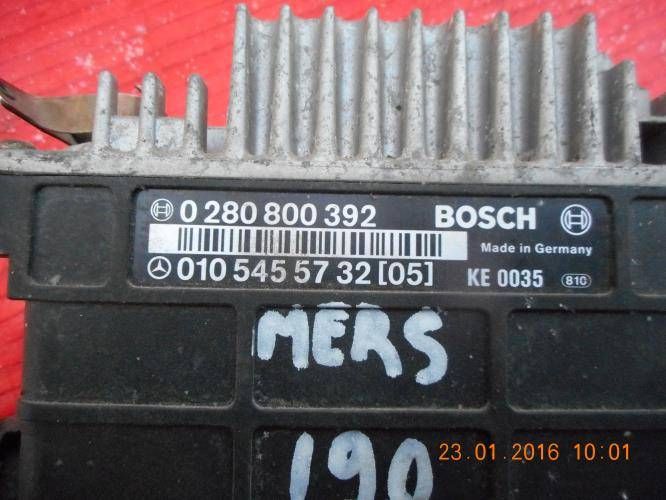 0 280 800 392 BOSCH
Made in Germany
010 545 57 32 [05] KE 0035 810
MERS
190
23.01.2016 10:01